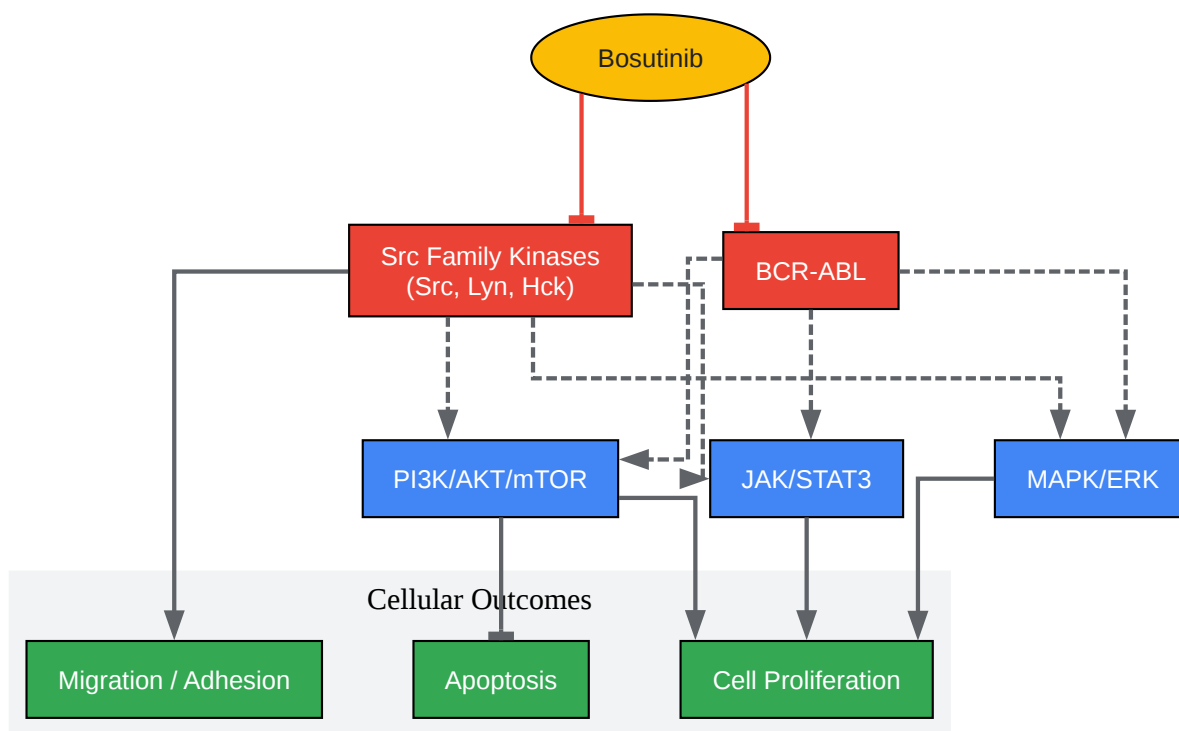 Bosutinib
Src Family Kinases
(Src, Lyn, Hck)
BCR-ABL
PI3K/AKT/mTOR
JAK/STAT3
MAPK/ERK
Cellular Outcomes
Migration / Adhesion
Apoptosis
Cell Proliferation